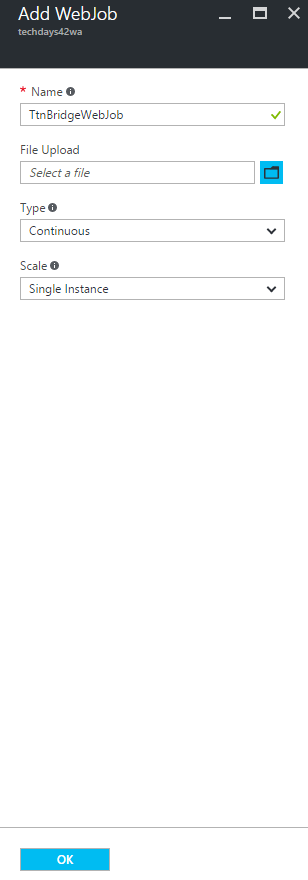 Add WebJob
techdays42wa
* Name
TtnBridgeWebJob
File Upload
Select a file
Type
Continuous
Scale
Single Instance
OK